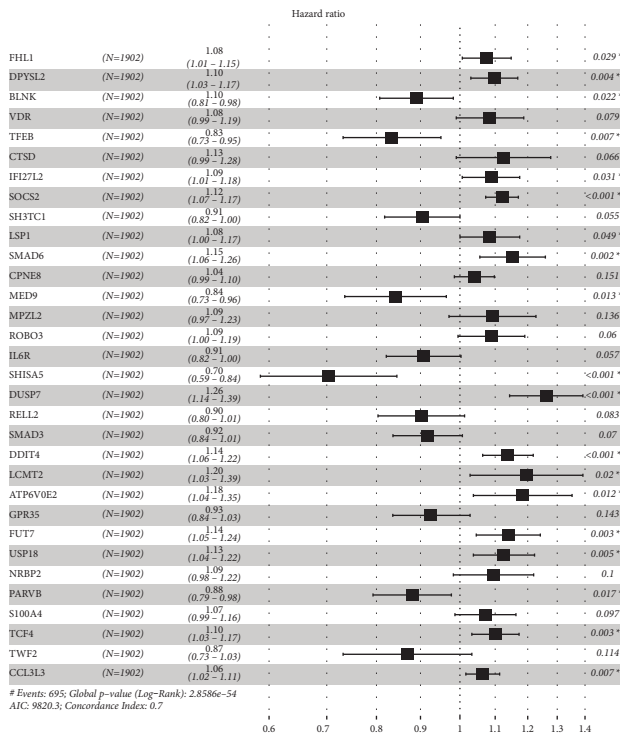 Hazard ratio
FHL1 (N=1902) 1.08 (1.01 – 1.15) 0.029 *
DPYSL2 (N=1902) 1.10 (1.03 – 1.17) 0.004 *
BLNK (N=1902) 1.10 (0.81 – 0.98) 0.022 *
VDR (N=1902) 1.08 (0.99 – 1.19) 0.079
TFEB (N=1902) 0.83 (0.73 – 0.95) 0.007 *
CTSD (N=1902) 1.13 (0.99 – 1.28) 0.066
IFI27L2 (N=1902) 1.09 (1.01 – 1.18) 0.031 *
SOCS2 (N=1902) 1.12 (1.07 – 1.17) <0.001 *
SH3TC1 (N=1902) 0.91 (0.82 – 1.00) 0.055
LSP1 (N=1902) 1.08 (1.00 – 1.17) 0.049 *
SMAD6 (N=1902) 1.15 (1.06 – 1.26) 0.002 *
CPNE8 (N=1902) 1.04 (0.99 – 1.10) 0.151
MED9 (N=1902) 0.84 (0.73 – 0.96) 0.013 *
MPZL2 (N=1902) 1.09 (0.97 – 1.23) 0.136
ROBO3 (N=1902) 1.09 (1.00 – 1.19) 0.06
IL6R (N=1902) 0.91 (0.82 – 1.00) 0.057
SHISA5 (N=1902) 0.70 (0.59 – 0.84) <0.001 *
DUSP7 (N=1902) 1.26 (1.14 – 1.39) <0.001 *
RELL2 (N=1902) 0.90 (0.80 – 1.01) 0.083
SMAD3 (N=1902) 0.92 (0.84 – 1.01) 0.07
DDIT4 (N=1902) 1.14 (1.06 – 1.22) <0.001 *
LCMT2 (N=1902) 1.20 (1.03 – 1.39) 0.02 *
ATP6V0E2 (N=1902) 1.18 (1.04 – 1.35) 0.012 *
GPR35 (N=1902) 0.93 (0.84 – 1.03) 0.143
FUT7 (N=1902) 1.14 (1.05 – 1.24) 0.003 *
USP18 (N=1902) 1.13 (1.04 – 1.22) 0.005 *
NRBP2 (N=1902) 1.09 (0.98 – 1.22) 0.1
PARVB (N=1902) 0.88 (0.79 – 0.98) 0.017 *
S100A4 (N=1902) 1.07 (0.99 – 1.16) 0.097
TCF4 (N=1902) 1.10 (1.03 – 1.17) 0.003 *
TWF2 (N=1902) 0.87 (0.73 – 1.03) 0.114
CCL3L3 (N=1902) 1.06 (1.02 – 1.11) 0.007 *
# Events: 695; Global p–value (Log–Rank): 2.8586e–54
AIC: 9820.3; Concordance Index: 0.7
0.6 0.7 0.8 0.9 1 1.1 1.2 1.3 1.4